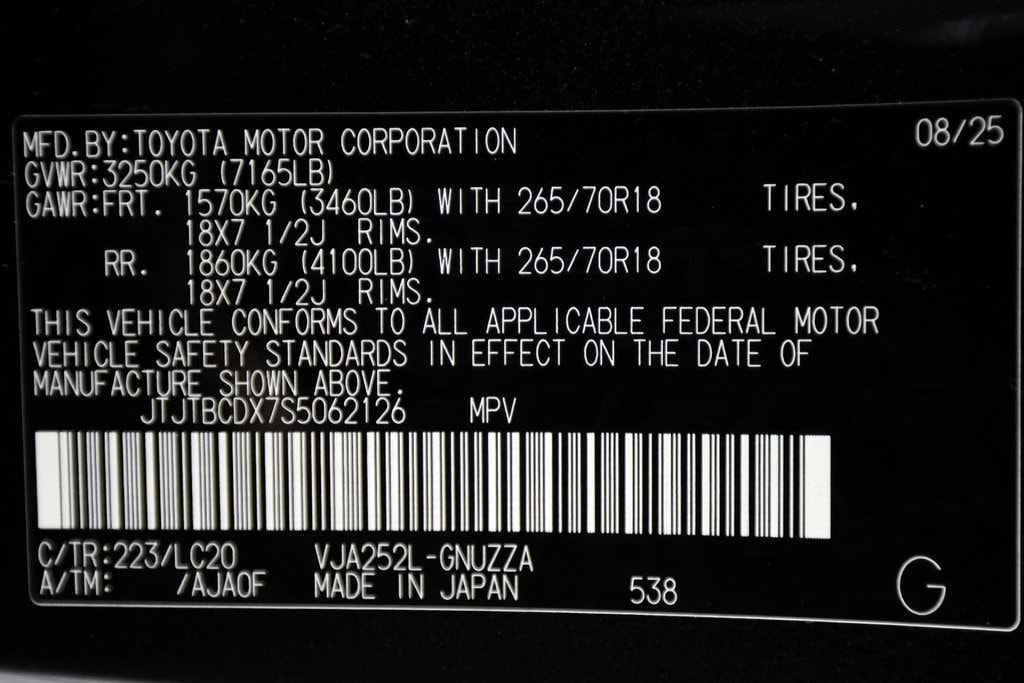 MFD.BY:TOYOTA MOTOR CORPORATION 08/25
GVWR:3250KG (7165LB)
GAWR:FRT. 1570KG (3460LB) WITH 265/70R18 TIRES,
18X7 1/2J RIMS.
RR. 1860KG (4100LB) WITH 265/70R18 TIRES,
18X7 1/2J RIMS.
THIS VEHICLE CONFORMS TO ALL APPLICABLE FEDERAL MOTOR
VEHICLE SAFETY STANDARDS IN EFFECT ON THE DATE OF
MANUFACTURE SHOWN ABOVE.
JTJTBCDX7S5062126 MPV
C/TR:223/LC20 VJA252L-GNUZZA
A/TM: /AJA0F MADE IN JAPAN 538 G